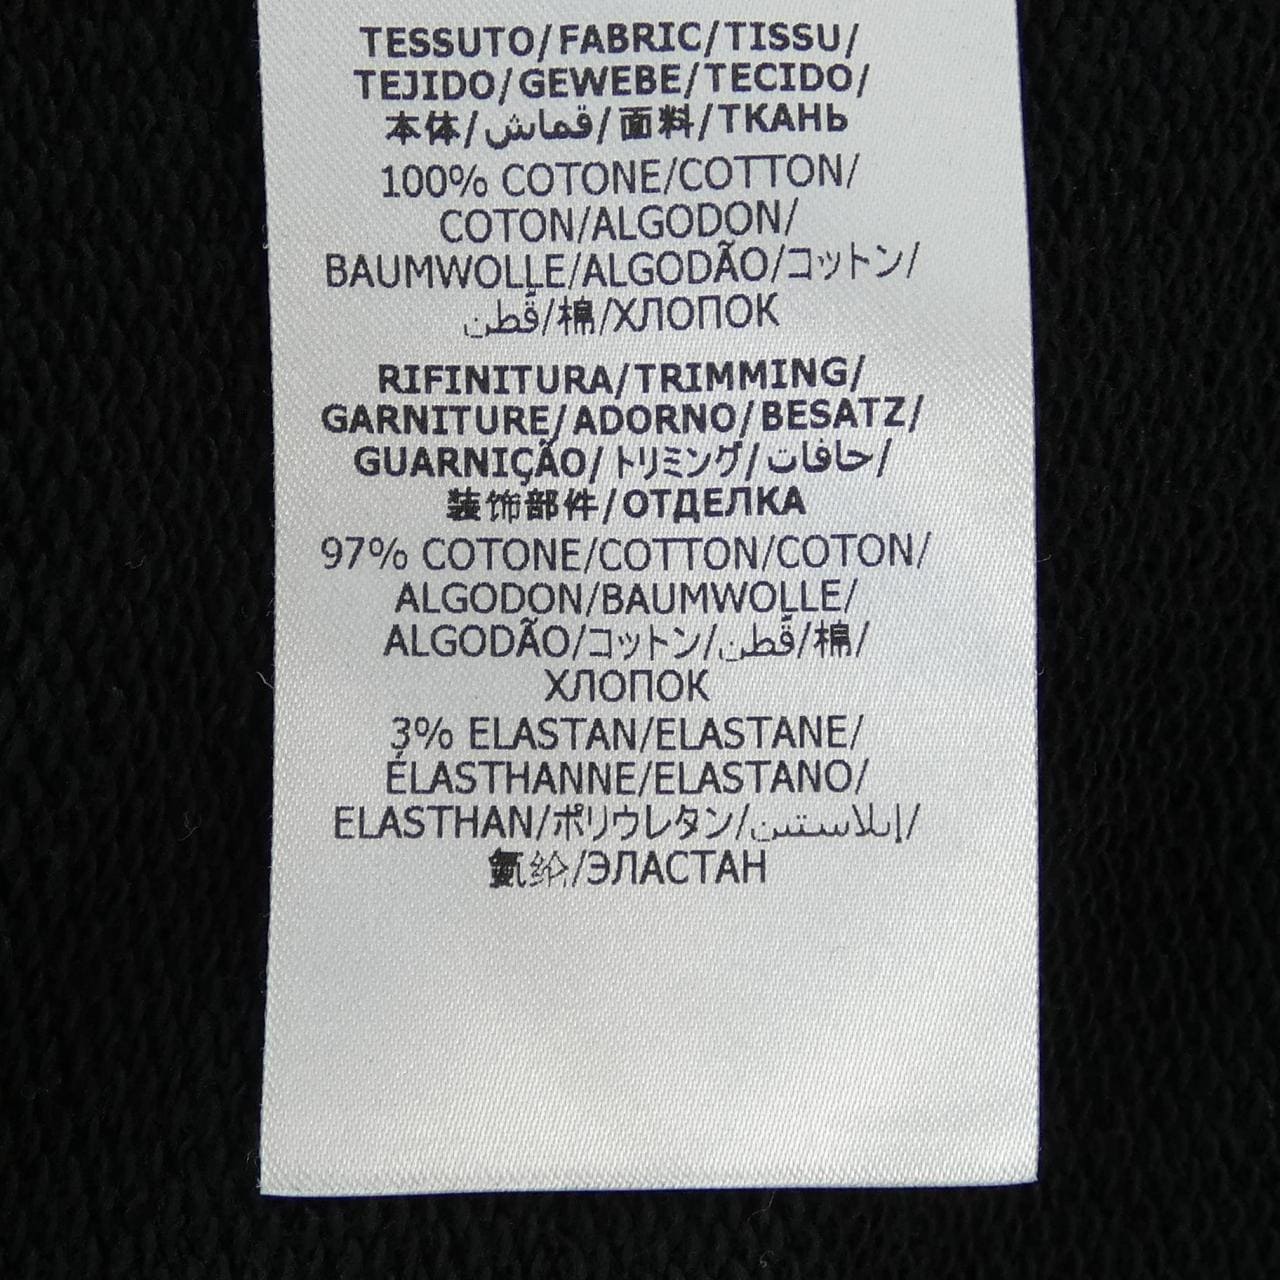 TESSUTO/FABRIC/TISSU/
TEJIDO/GEWEBE/TECIDO/
本体/قماش/面料/ТКАНЬ
100% COTONE/COTTON/
COTON/ALGODON/
BAUMWOLLE/ALGODÃO/コットン/
قُطن/棉/ХЛОПОК
RIFINITURA/TRIMMING/
GARNITURE/ADORNO/BESATZ/
GUARNIÇÃO/トリミング/حافات/
装饰部件/ОТДЕЛКА
97% COTONE/COTTON/COTON/
ALGODON/BAUMWOLLE/
ALGODÃO/コットン/قُطن/棉/
ХЛОПОК
3% ELASTAN/ELASTANE/
ÉLASTHANNE/ELASTANO/
ELASTHAN/ポリウレタン/إيلاستين/
氨纶/ЭЛАСТАН